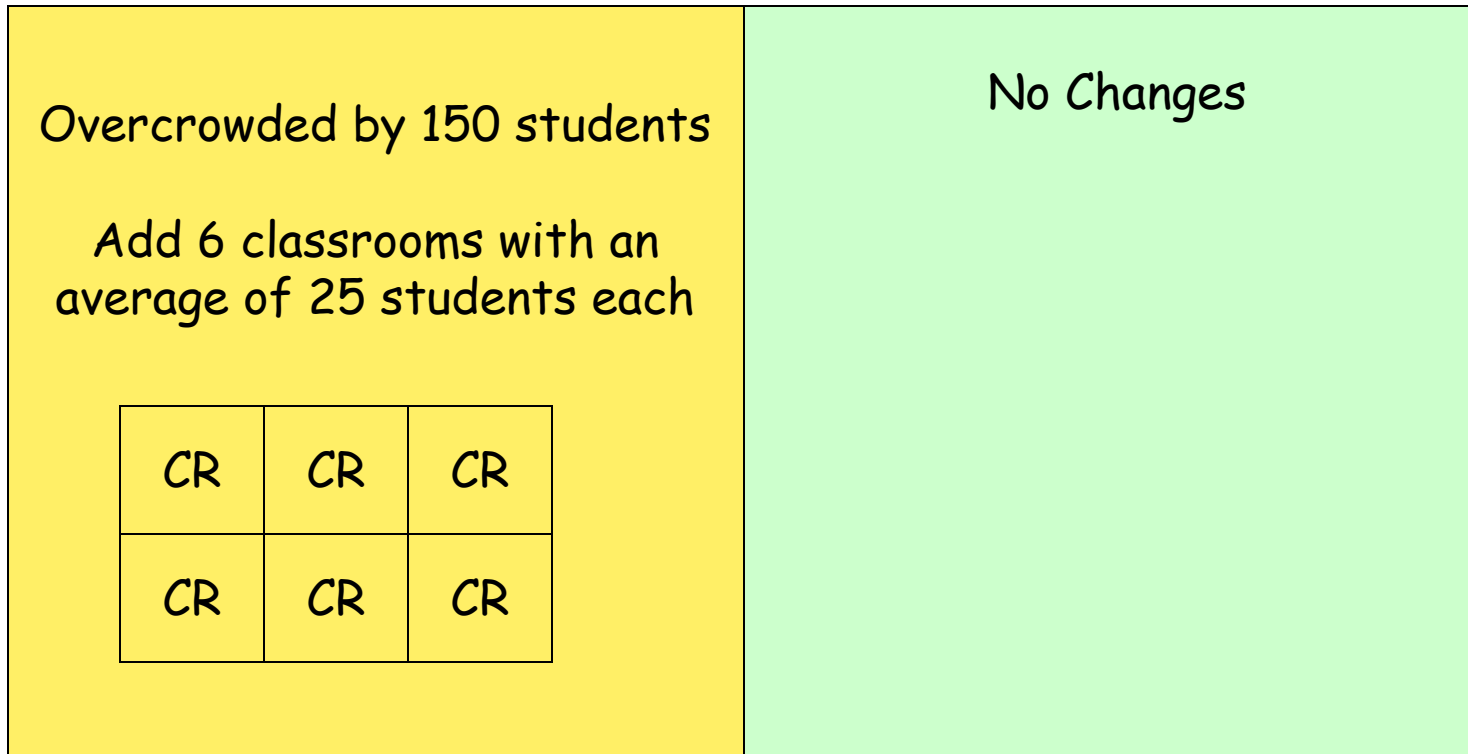 Overcrowded by 150 students
Add 6 classrooms with an
average of 25 students each
CR CR CR
CR CR CR
No Changes